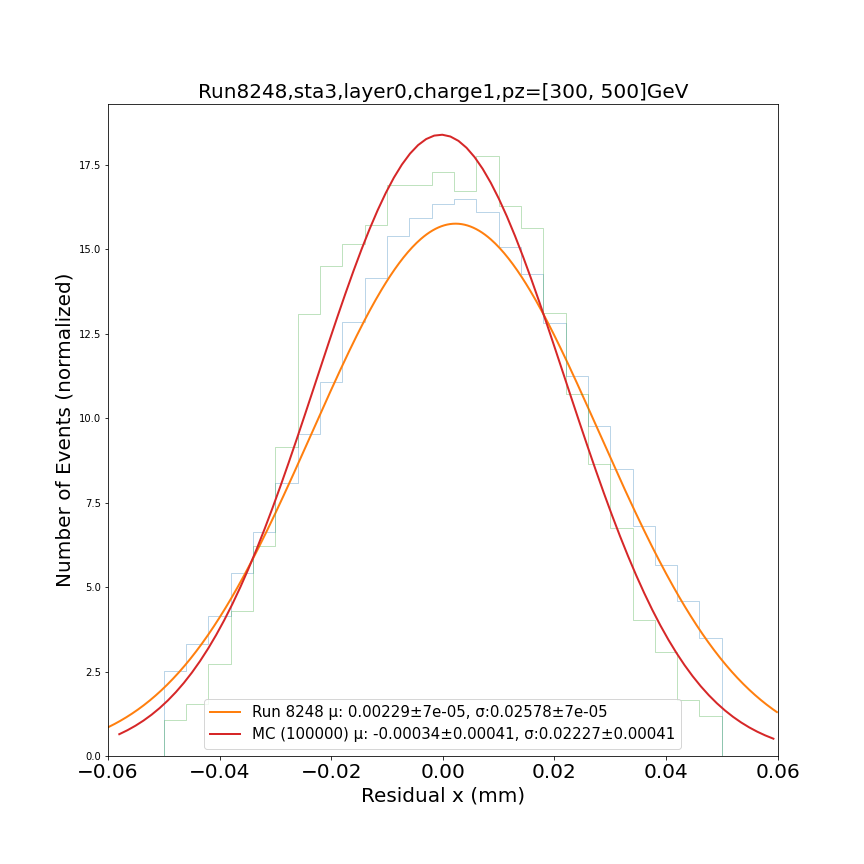 Run8248,sta3,layer0,charge1,pz=[300, 500]GeV
17.5
15.0
12.5
10.0
7.5
5.0
2.5
0.0
Number of Events (normalized)
Run 8248 μ: 0.00229±7e-05, σ:0.02578±7e-05
MC (100000) μ: -0.00034±0.00041, σ:0.02227±0.00041
−0.06 −0.04 −0.02 0.00 0.02 0.04 0.06
Residual x (mm)